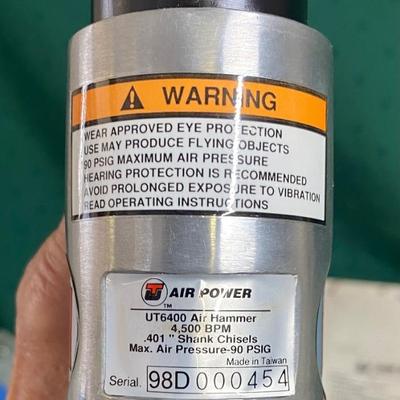 WARNING
WEAR APPROVED EYE PROTECTION
USE MAY PRODUCE FLYING OBJECTS
90 PSIG MAXIMUM AIR PRESSURE
HEARING PROTECTION IS RECOMMENDED
AVOID PROLONGED EXPOSURE TO VIBRATION
READ OPERATING INSTRUCTIONS
AIR POWER
TM
UT6400 Air Hammer
4,500 BPM
.401 " Shank Chisels
Max. Air Pressure-90 PSIG
Made in Taiwan
Serial. 98D000454